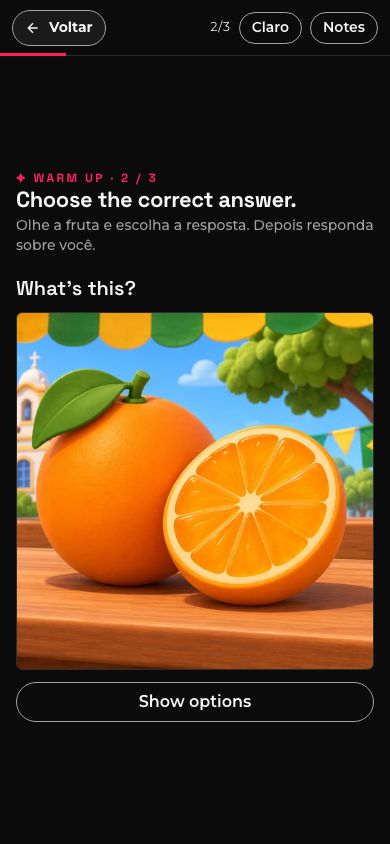 ← Voltar
2/3
Claro
Notes
✦ WARM UP · 2 / 3
Choose the correct answer.
Olhe a fruta e escolha a resposta. Depois responda
sobre você.
What's this?
Show options